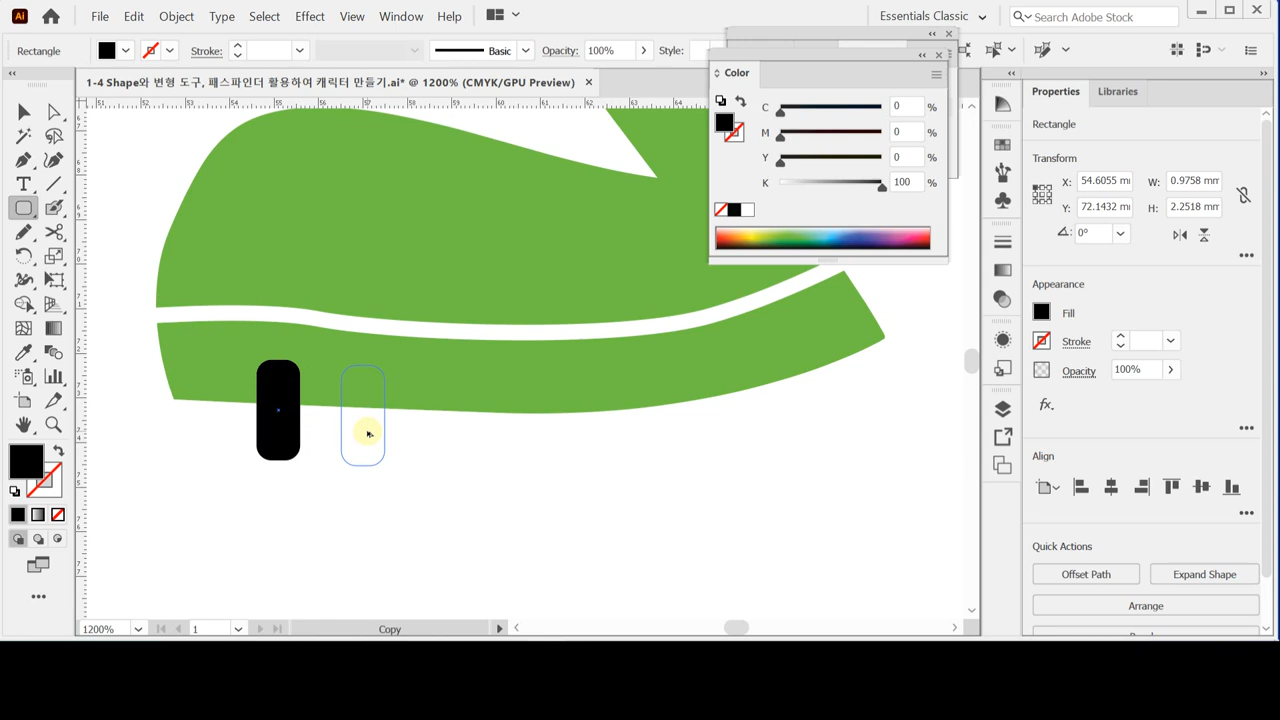 Ai File Edit Object Type Select Effect View Window Help Essentials Classic Search Adobe Stock
Rectangle Stroke: Basic Opacity: 100% Style:
1-4 Shape와 변형 도구, 패스파인더 활용하여 캐릭터 만들기.ai* @ 1200% (CMYK/GPU Preview) ×
Color
C 0 %
M 0 %
Y 0 %
K 100 %
Properties Libraries
Rectangle
Transform
X: 54.6055 mm W: 0.9758 mm
Y: 72.1432 mm H: 2.2518 mm
0°
Appearance
Fill
Stroke
Opacity 100%
fx
Align
Quick Actions
Offset Path Expand Shape
Arrange
1200% 1 Copy